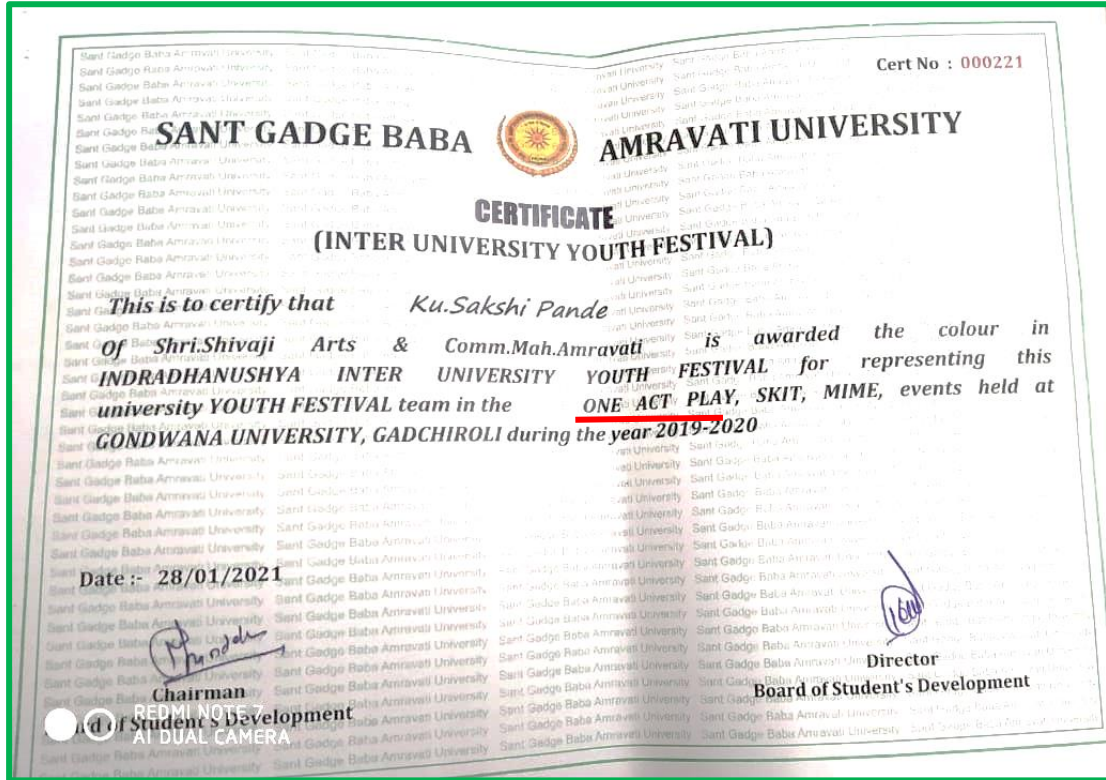 Cert No : 000221
SANT GADGE BABA AMRAVATI UNIVERSITY
CERTIFICATE
(INTER UNIVERSITY YOUTH FESTIVAL)
This is to certify that Ku.Sakshi Pande
Of Shri.Shivaji Arts & Comm.Mah.Amravati is awarded the colour in
INDRADHANUSHYA INTER UNIVERSITY YOUTH FESTIVAL for representing this
university YOUTH FESTIVAL team in the ONE ACT PLAY, SKIT, MIME, events held at
GONDWANA UNIVERSITY, GADCHIROLI during the year 2019-2020
Date :- 28/01/2021
Chairman
of Student's Development
Director
Board of Student's Development
REDMI NOTE 7
AI DUAL CAMERA